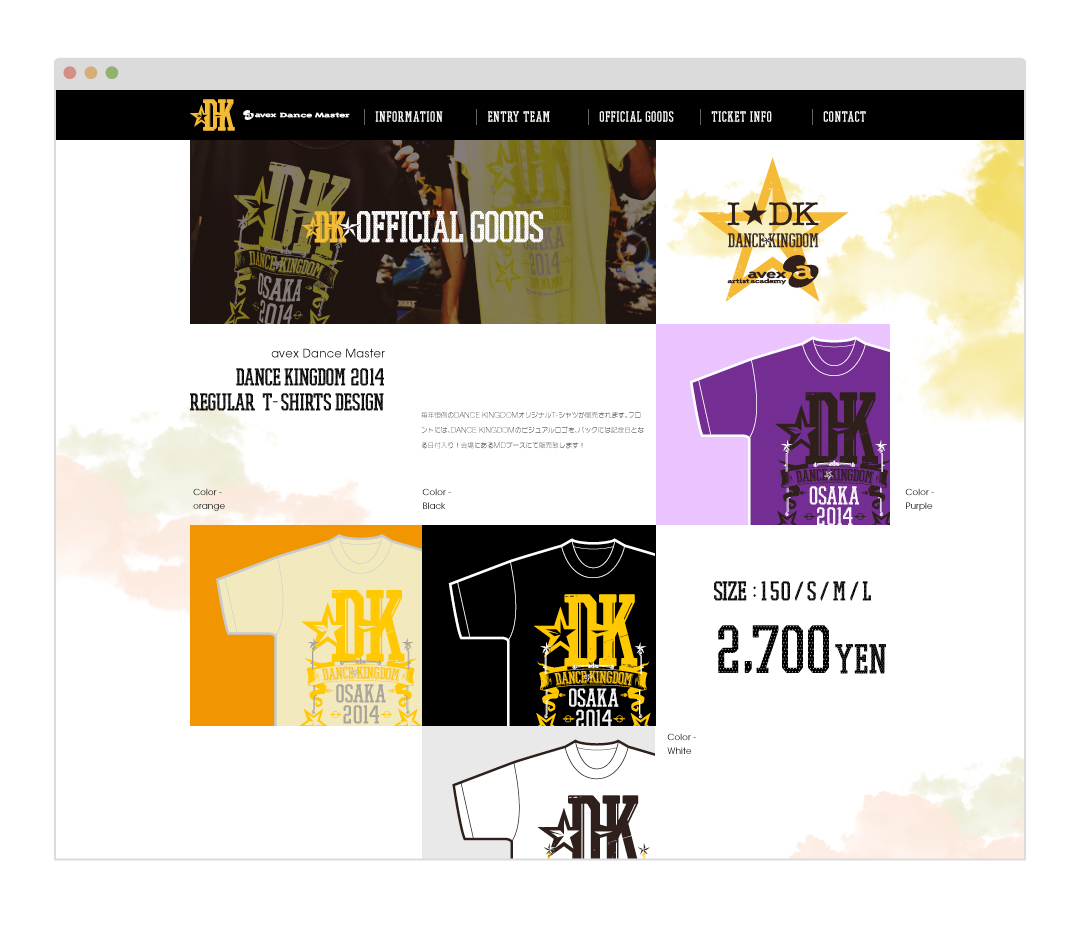 DK avex Dance Master INFORMATION ENTRY TEAM OFFICIAL GOODS TICKET INFO CONTACT
DK
DANCE KINGDOM
OSAKA
2014
DK OFFICIAL GOODS
2014
I★DK
DANCE KINGDOM
avex a
artist academy
avex Dance Master
DANCE KINGDOM 2014
REGULAR T-SHIRTS DESIGN
毎年恒例のDANCE KINGDOMオリジナルT-シャツが販売されます。フロ
ントには、DANCE KINGDOMのビジュアルロゴを、バックには記念日とな
る日付入り！会場にあるMDブースにて販売致します！
DK
DANCE KINGDOM
OSAKA
2014
Color -
orange
Color -
Black
Color -
Purple
DK
DANCE KINGDOM
OSAKA
2014
DK
DANCE KINGDOM
OSAKA
2014
SIZE : 150 / S / M / L
2,700 YEN
Color -
White
DK